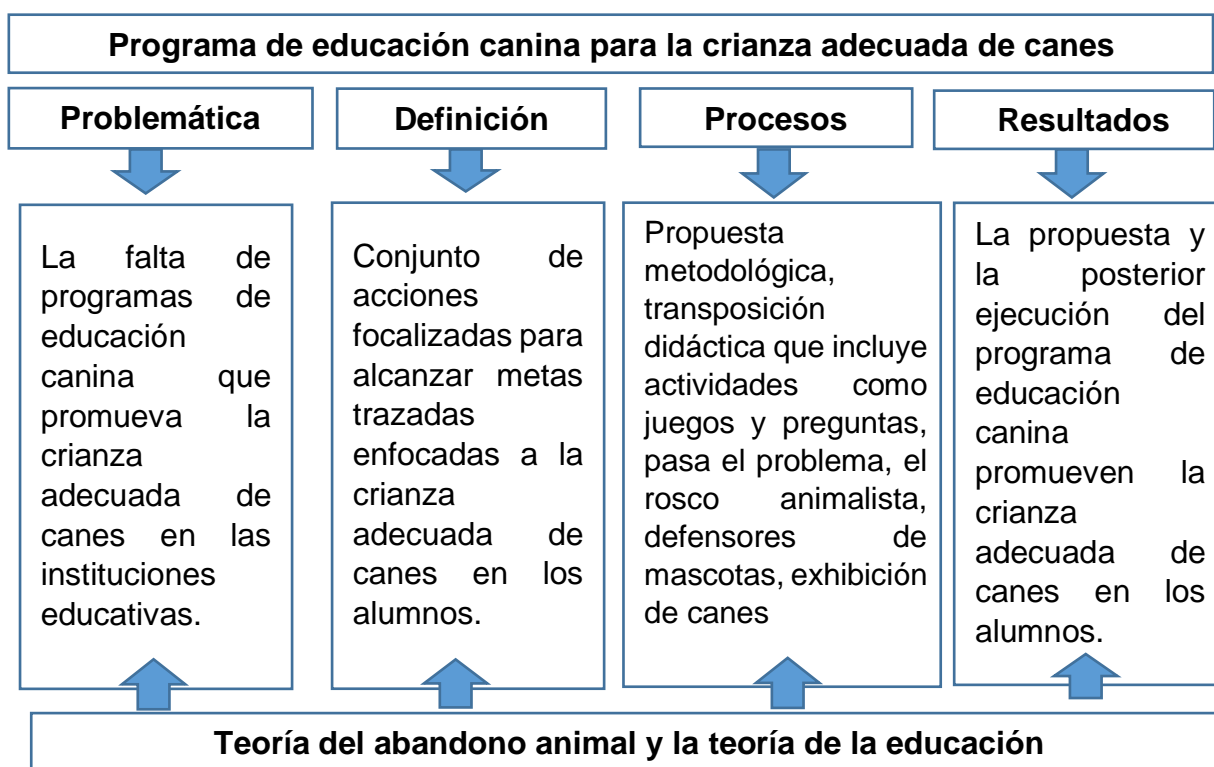 Programa de educación canina para la crianza adecuada de canes
Problemática
Definición
Procesos
Resultados
La falta de
programas de
educación
canina que
promueva la
crianza
adecuada de
canes en las
instituciones
educativas.
Conjunto de
acciones
focalizadas para
alcanzar metas
trazadas
enfocadas a la
crianza
adecuada de
canes en los
alumnos.
Propuesta
metodológica,
transposición
didáctica que incluye
actividades como
juegos y preguntas,
pasa el problema, el
rosco animalista,
defensores de
mascotas, exhibición
de canes
La propuesta y
la posterior
ejecución del
programa de
educación
canina
promueven la
crianza
adecuada de
canes en los
alumnos.
Teoría del abandono animal y la teoría de la educación